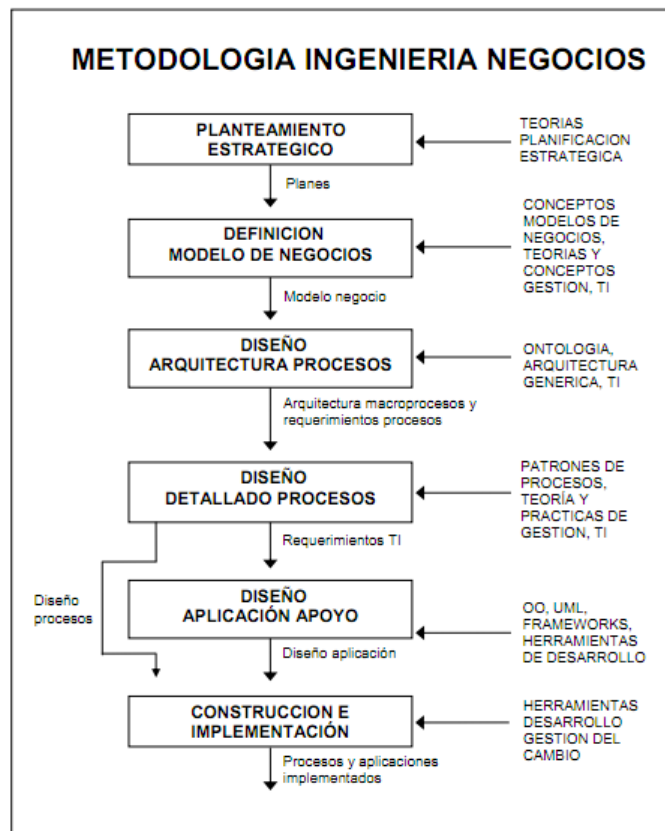 METODOLOGIA INGENIERIA NEGOCIOS
PLANTEAMIENTO
ESTRATEGICO
TEORIAS
PLANIFICACION
ESTRATEGICA
Planes
DEFINICION
MODELO DE NEGOCIOS
CONCEPTOS
MODELOS DE
NEGOCIOS,
TEORIAS Y
CONCEPTOS
GESTION, TI
Modelo negocio
DISEÑO
ARQUITECTURA PROCESOS
ONTOLOGIA,
ARQUITECTURA
GENERICA, TI
Arquitectura macroprocesos y
requerimientos procesos
DISEÑO
DETALLADO PROCESOS
PATRONES DE
PROCESOS,
TEORÍA Y
PRACTICAS DE
GESTION, TI
Requerimientos TI
Diseño
procesos
DISEÑO
APLICACIÓN APOYO
OO, UML,
FRAMEWORKS,
HERRAMIENTAS
DE DESARROLLO
Diseño aplicación
CONSTRUCCION E
IMPLEMENTACIÓN
HERRAMIENTAS
DESARROLLO
GESTION DEL
CAMBIO
Procesos y aplicaciones
implementados